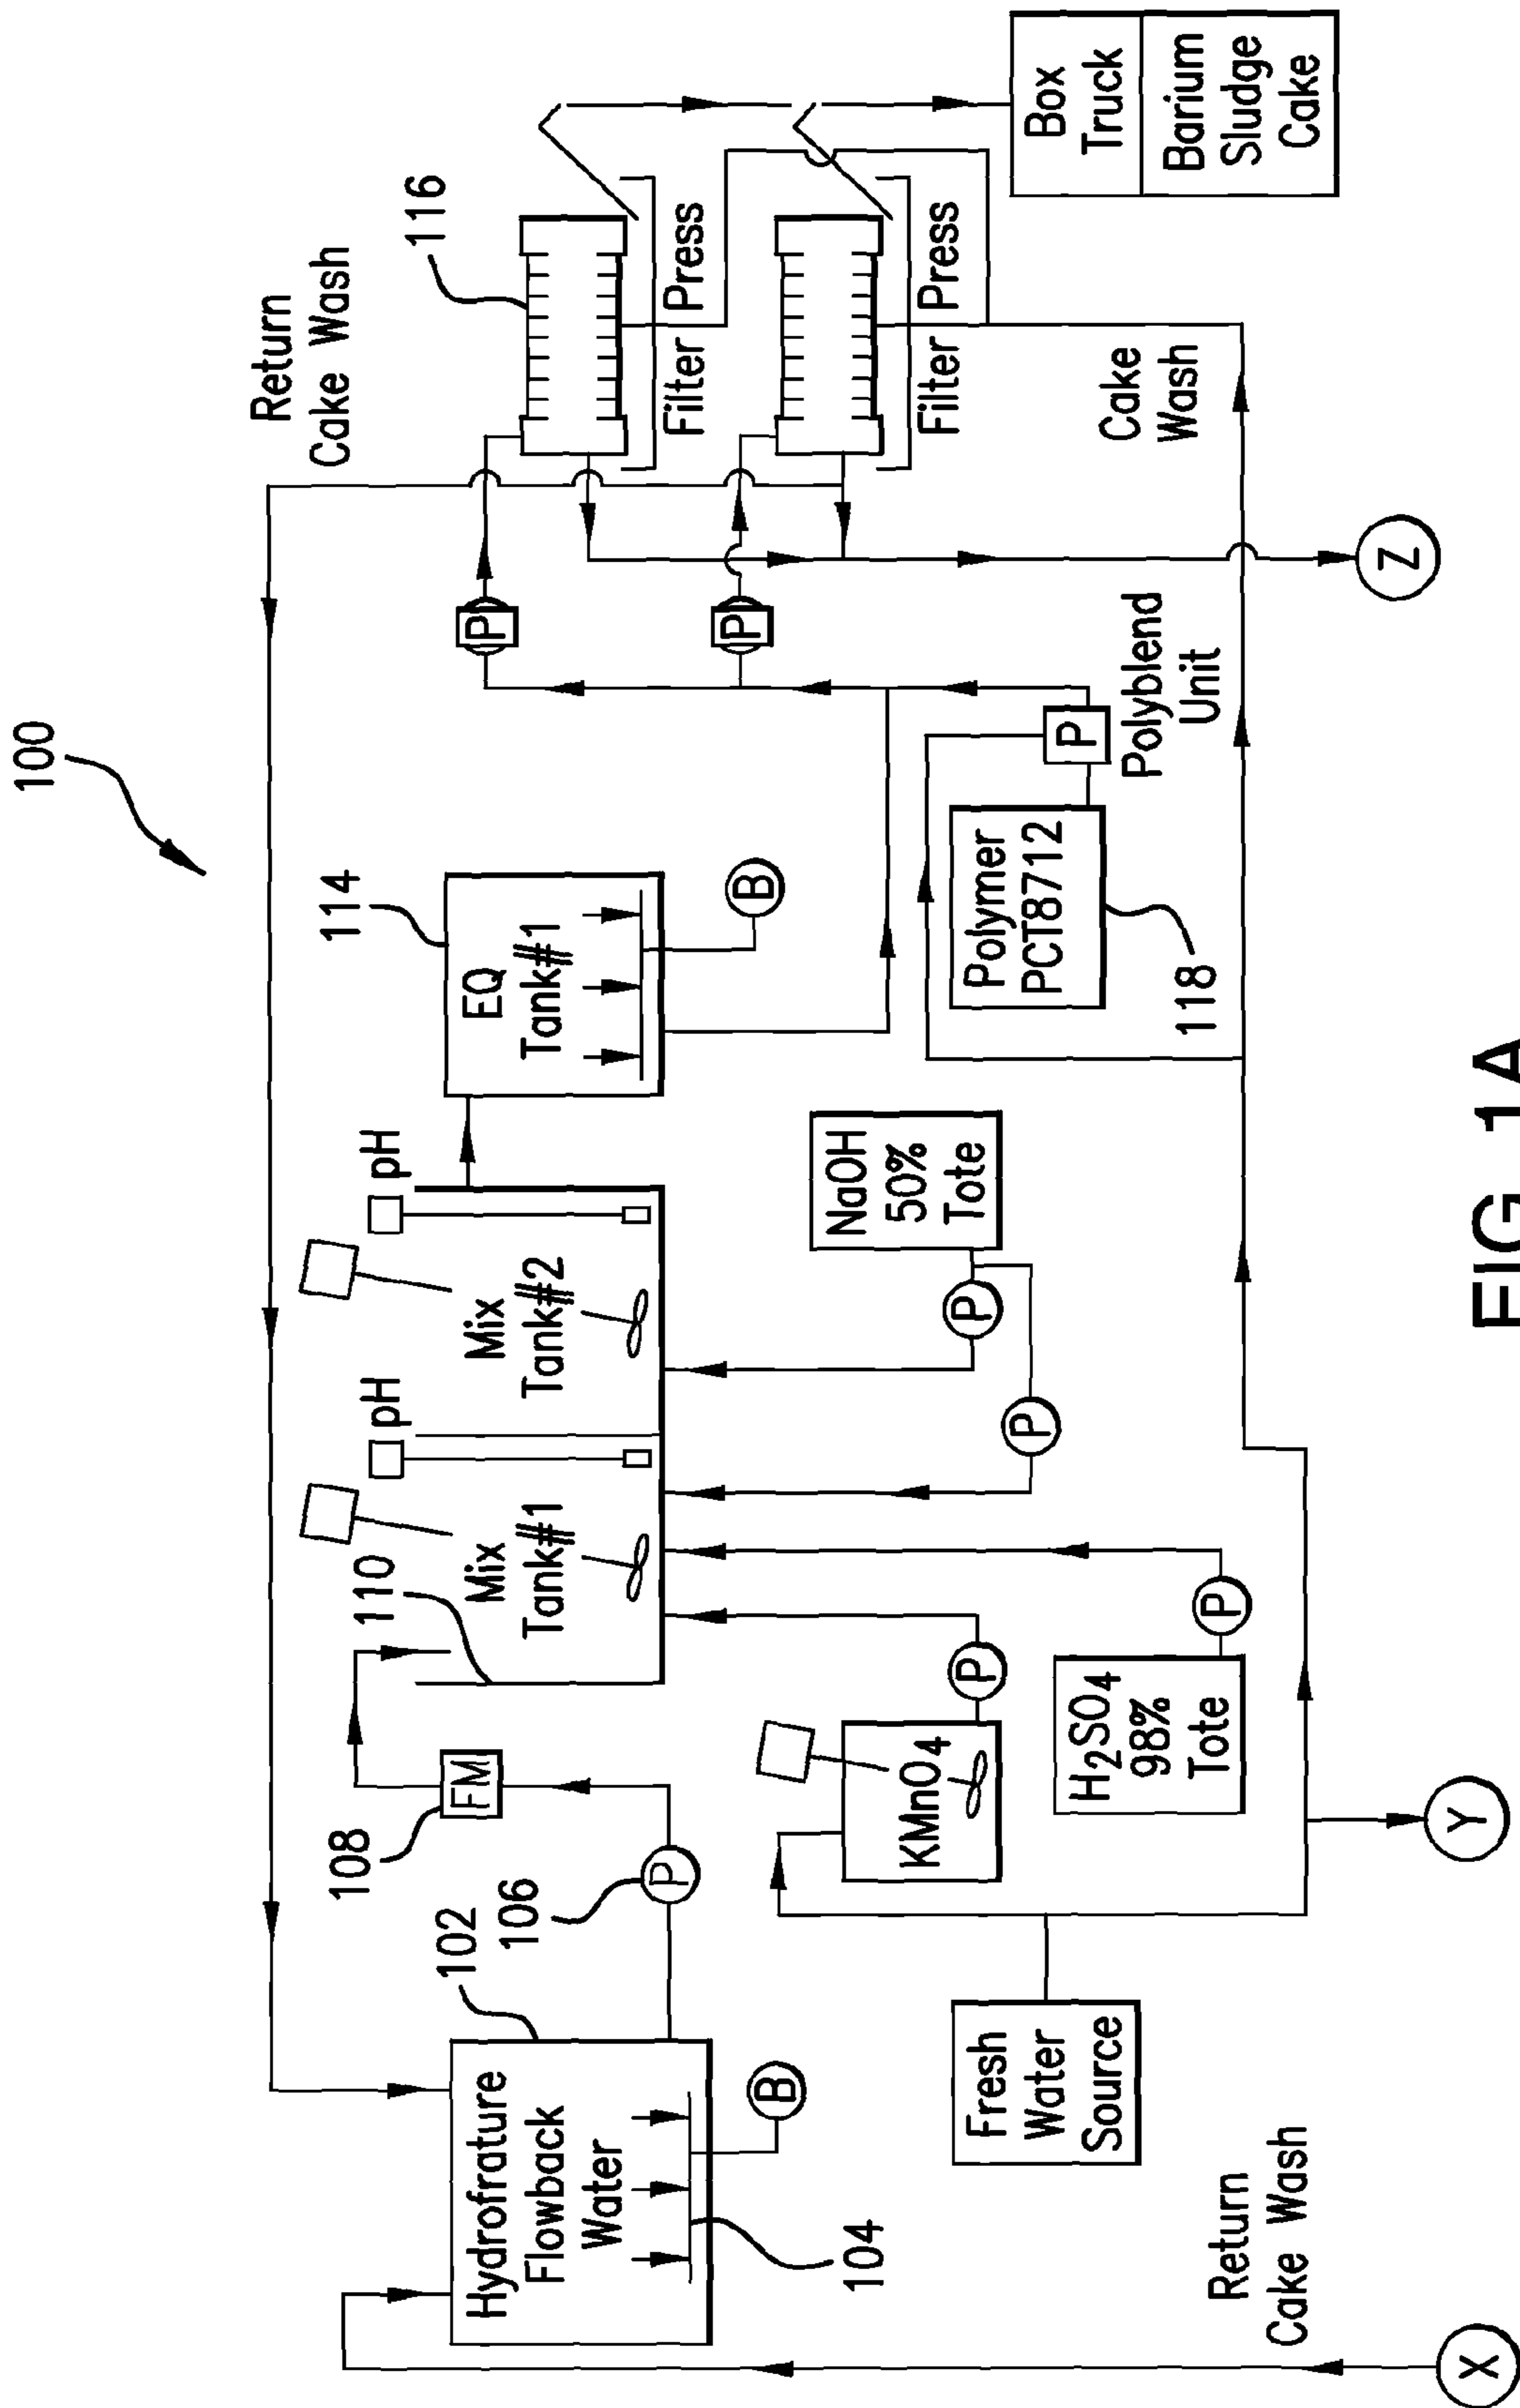 100
Return
Cake Wash
116
114
EQ
Tank#1
B
pH
pH
Mix
Tank#2
Mix
Tank#1
110
FM
108
P
106
102
Hydrofrature
Flowback
Water
B
104
P
P
Filter Press
Filter Press
Box
Truck
Barium
Sludge
Cake
Cake
Wash
P
Polyblend
Unit
Polymer
PCT8712
118
NaOH
50%
Tote
P
P
P
KMnO4
P
H2SO4
98%
Tote
Fresh
Water
Source
Return
Cake Wash
X
Y
Z
FIG. 1A